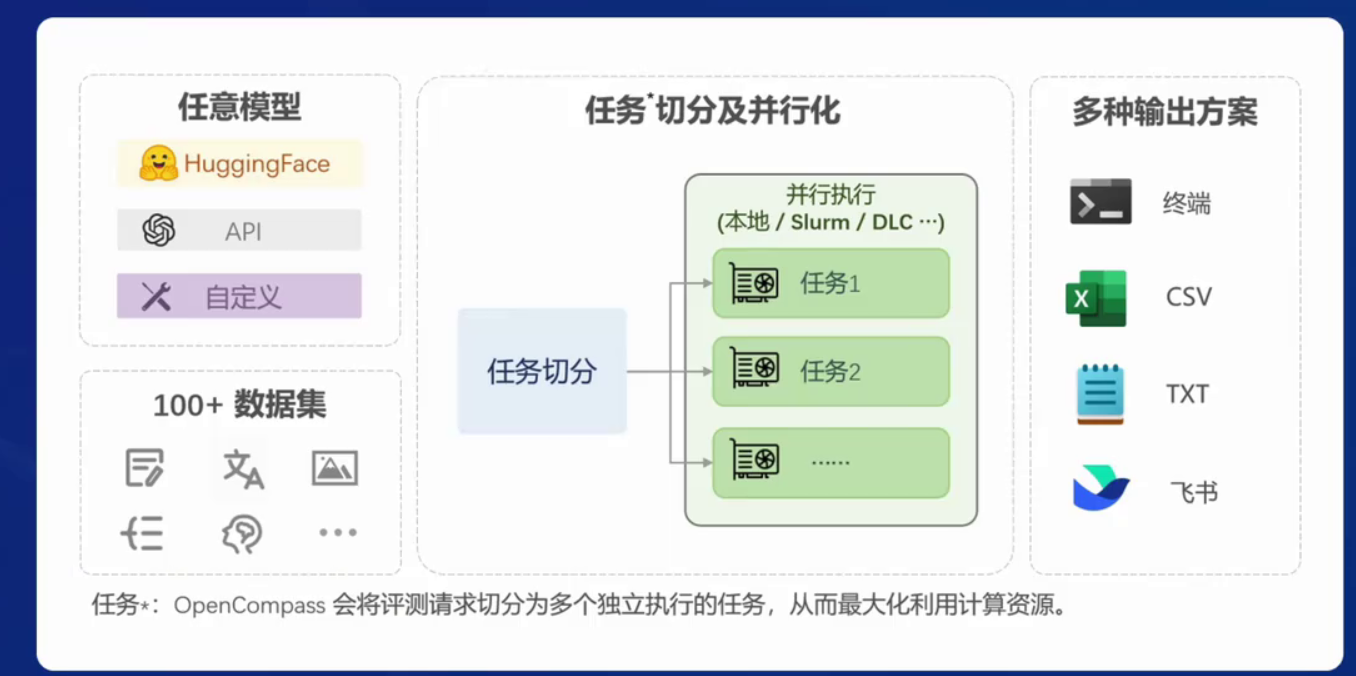 任意模型
HuggingFace
API
自定义
100+ 数据集
任务*切分及并行化
任务切分
并行执行
(本地 / Slurm / DLC ···)
任务1
任务2
······
多种输出方案
终端
CSV
TXT
飞书
任务*：OpenCompass 会将评测请求切分为多个独立执行的任务，从而最大化利用计算资源。